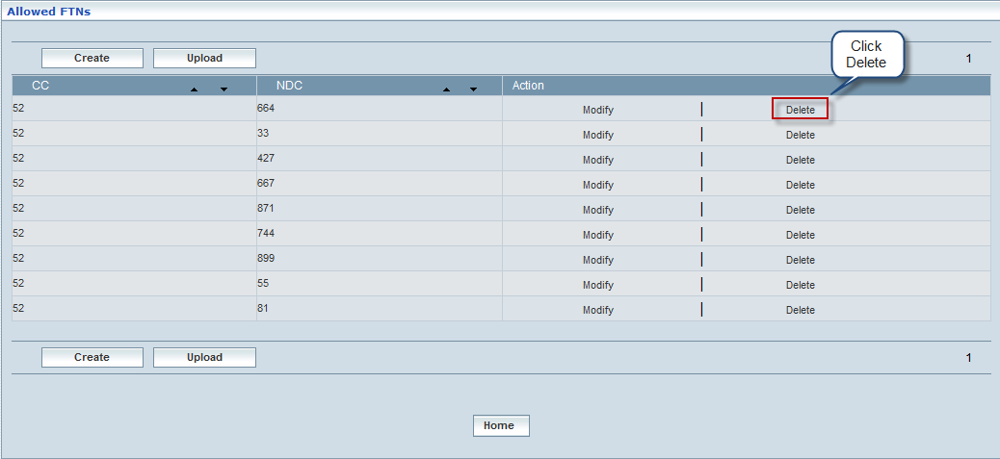 Allowed FTNs
Click
Delete
Create Upload 1
CC NDC Action
52 664 Modify | Delete
52 33 Modify | Delete
52 427 Modify | Delete
52 667 Modify | Delete
52 871 Modify | Delete
52 744 Modify | Delete
52 899 Modify | Delete
52 55 Modify | Delete
52 81 Modify | Delete
Create Upload 1
Home